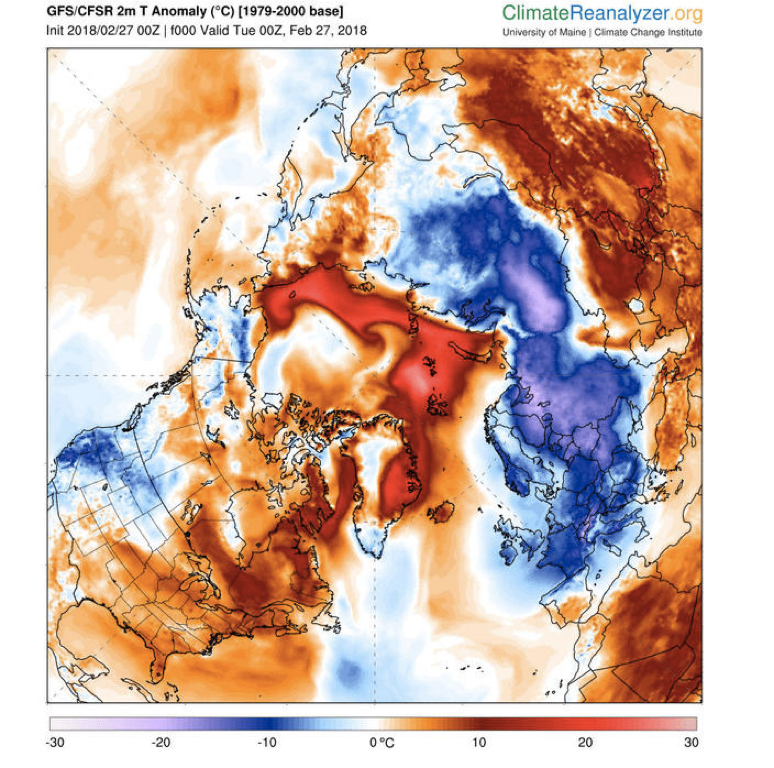 GFS/CFSR 2m T Anomaly (°C) [1979-2000 base]
Init 2018/02/27 00Z | f000 Valid Tue 00Z, Feb 27, 2018
ClimateReanalyzer.org
University of Maine | Climate Change Institute
-30 -20 -10 0°C 10 20 30